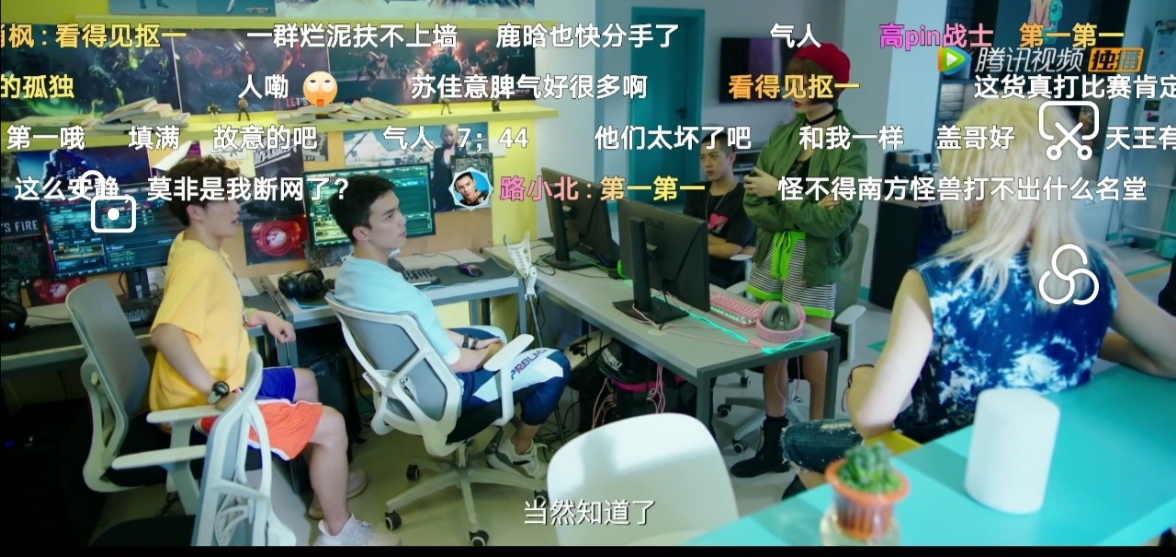 肖枫：看得见抠一 一群烂泥扶不上墙 鹿晗也快分手了 气人 高pin战士 第一第一
腾讯视频 独播
的孤独 人嘞 苏佳意脾气好很多啊 看得见抠一 这货真打比赛肯定
第一哦 填满 故意的吧 气人 7；44 他们太坏了吧 和我一样 盖哥好 天王有
这么安静 莫非是我断网了？ 路小北：第一第一 怪不得南方怪兽打不出什么名堂
S FIRE
当然知道了